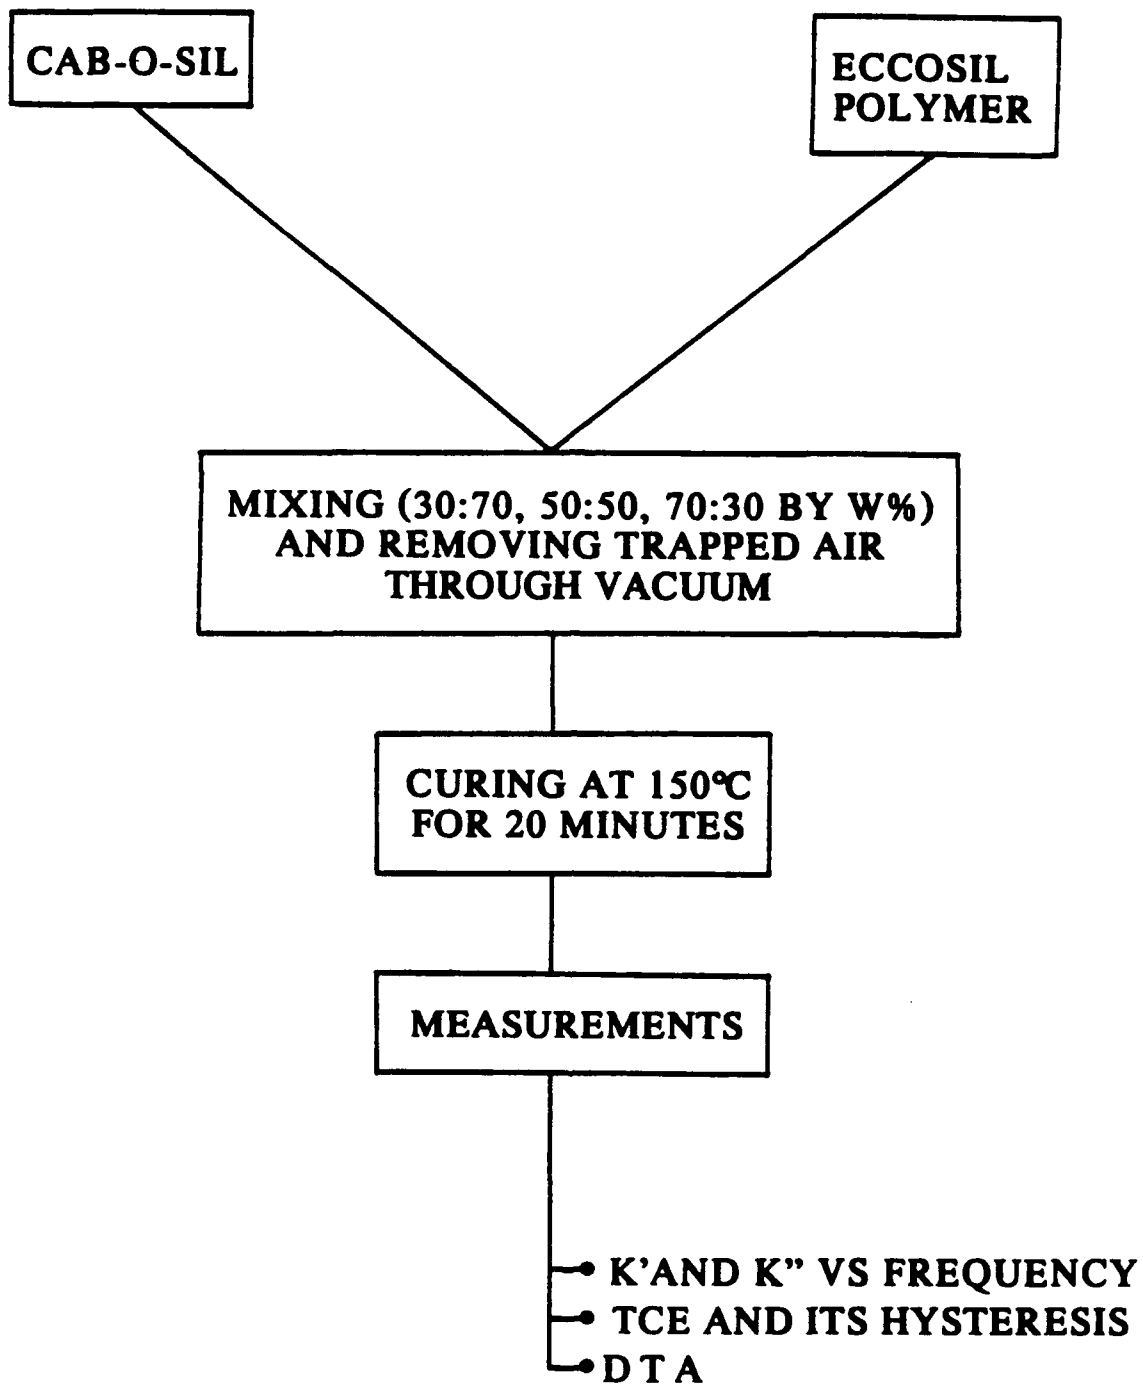 CAB-O-SIL
ECCOSIL
POLYMER
MIXING (30:70, 50:50, 70:30 BY W%)
AND REMOVING TRAPPED AIR
THROUGH VACUUM
CURING AT 150°C
FOR 20 MINUTES
MEASUREMENTS
K’AND K” VS FREQUENCY
TCE AND ITS HYSTERESIS
D T A